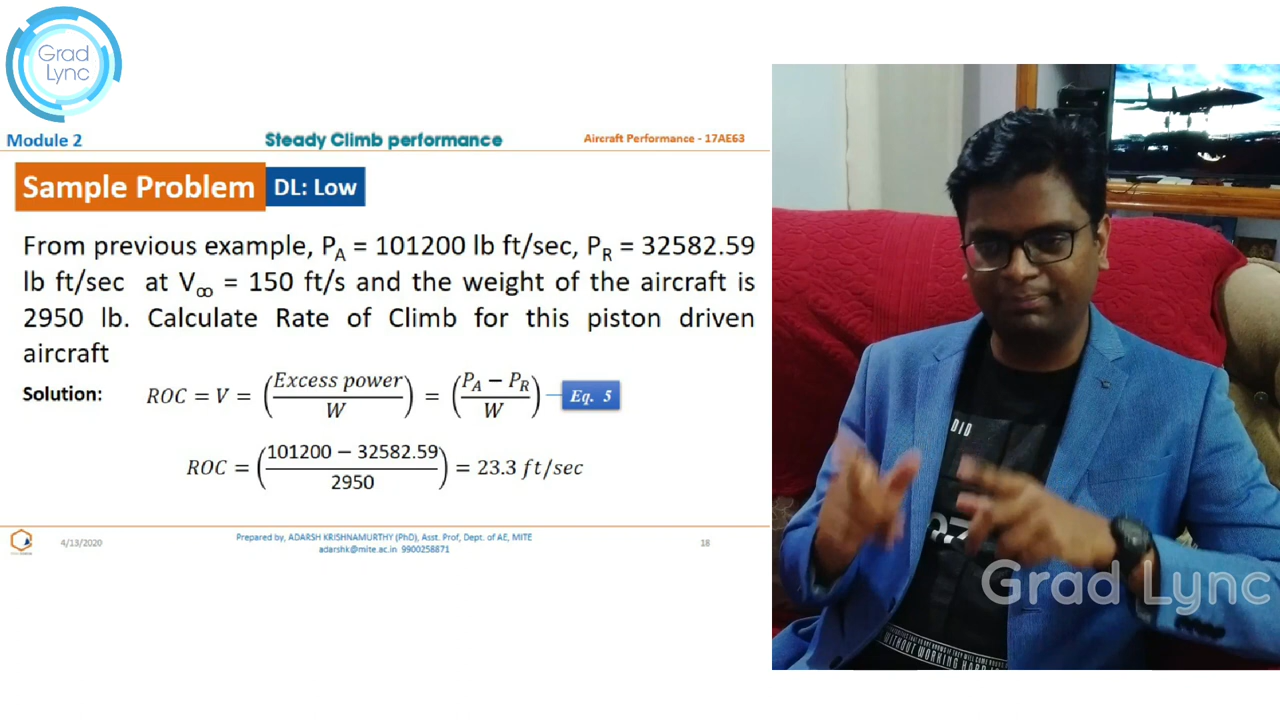 Grad
Lync
Module 2
Steady Climb performance
Aircraft Performance - 17AE63
Sample Problem
DL: Low
From previous example, P_A = 101200 lb ft/sec, P_R = 32582.59
lb ft/sec at V_∞ = 150 ft/s and the weight of the aircraft is
2950 lb. Calculate Rate of Climb for this piston driven
aircraft
Solution: ROC = V = (Excess power / W) = (P_A − P_R / W) Eq. 5
ROC = (101200 − 32582.59 / 2950) = 23.3 ft/sec
4/13/2020
Prepared by, ADARSH KRISHNAMURTHY (PhD), Asst. Prof, Dept. of AE, MITE
adarshk@mite.ac.in 9900258871
18
DID
WITHOUT WORKING HARD
Grad Lync